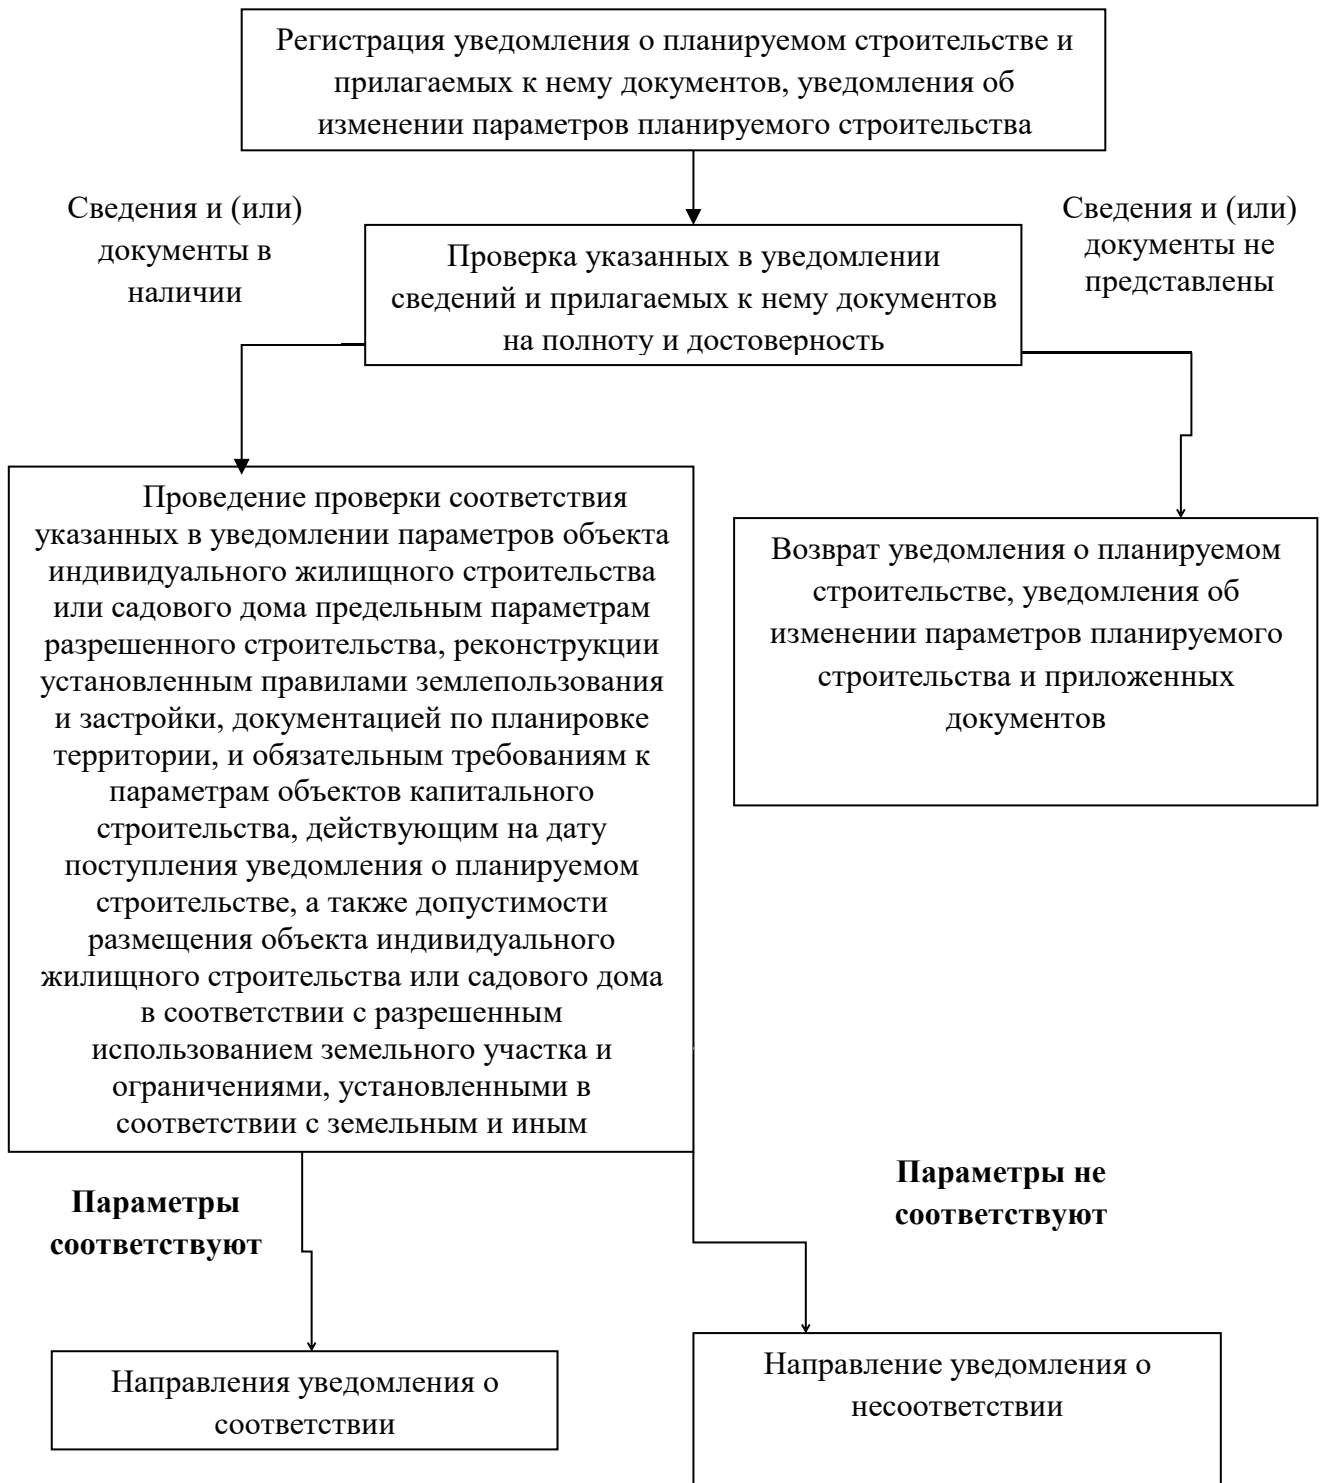 Регистрация уведомления о планируемом строительстве и
прилагаемых к нему документов, уведомления об
изменении параметров планируемого строительства
Сведения и (или)
документы в
наличии
Сведения и (или)
документы не
представлены
Проверка указанных в уведомлении
сведений и прилагаемых к нему документов
на полноту и достоверность
Проведение проверки соответствия
указанных в уведомлении параметров объекта
индивидуального жилищного строительства
или садового дома предельным параметрам
разрешенного строительства, реконструкции
установленным правилами землепользования
и застройки, документацией по планировке
территории, и обязательным требованиям к
параметрам объектов капитального
строительства, действующим на дату
поступления уведомления о планируемом
строительстве, а также допустимости
размещения объекта индивидуального
жилищного строительства или садового дома
в соответствии с разрешенным
использованием земельного участка и
ограничениями, установленными в
соответствии с земельным и иным
Возврат уведомления о планируемом
строительстве, уведомления об
изменении параметров планируемого
строительства и приложенных
документов
Параметры
соответствуют
Параметры не
соответствуют
Направления уведомления о
соответствии
Направление уведомления о
несоответствии